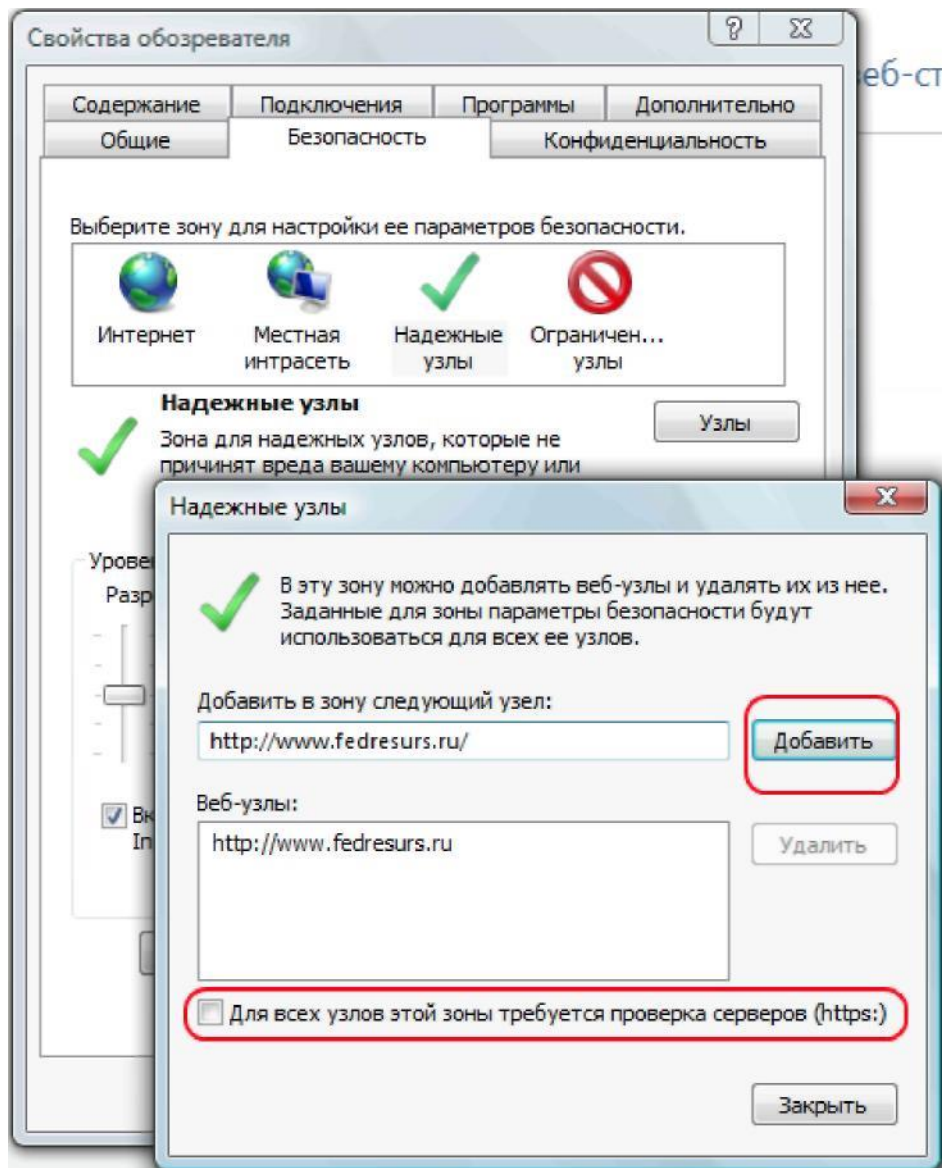 Свойства обозревателя
еб-ст
Содержание Подключения Программы Дополнительно
Общие Безопасность Конфиденциальность
Выберите зону для настройки ее параметров безопасности.
Интернет Местная интрасеть Надежные узлы Ограничен... узлы
Надежные узлы
Узлы
Зона для надежных узлов, которые не
причинят вреда вашему компьютеру или
Надежные узлы
Уровен
Разр
В эту зону можно добавлять веб-узлы и удалять их из нее.
Заданные для зоны параметры безопасности будут
использоваться для всех ее узлов.
Добавить в зону следующий узел:
http://www.fedresurs.ru/ Добавить
Вк
In
Веб-узлы:
http://www.fedresurs.ru Удалить
Для всех узлов этой зоны требуется проверка серверов (https:)
Закрыть